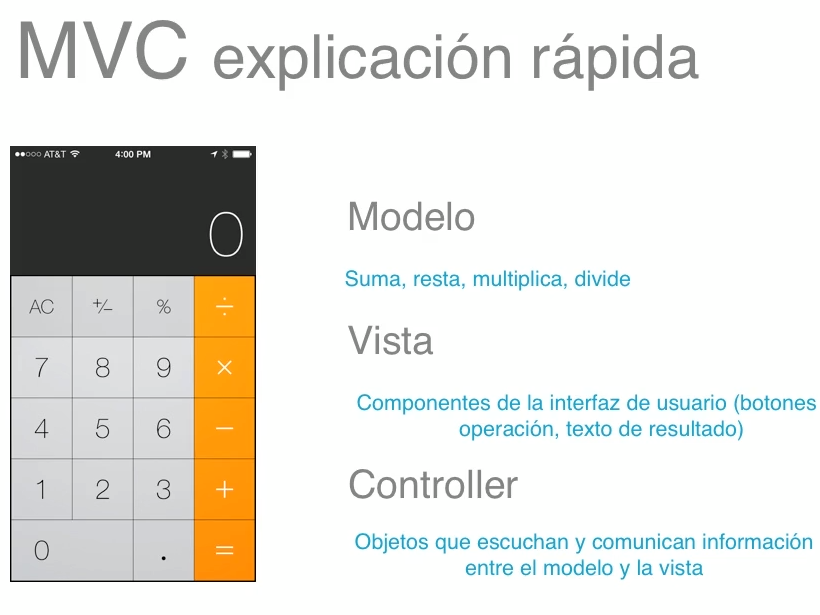 MVC explicación rápida
AT&T 4:00 PM
0
AC +/− % ÷
7 8 9 ×
4 5 6 −
1 2 3 +
0 . =
Modelo
Suma, resta, multiplica, divide
Vista
Componentes de la interfaz de usuario (botones
operación, texto de resultado)
Controller
Objetos que escuchan y comunican información
entre el modelo y la vista